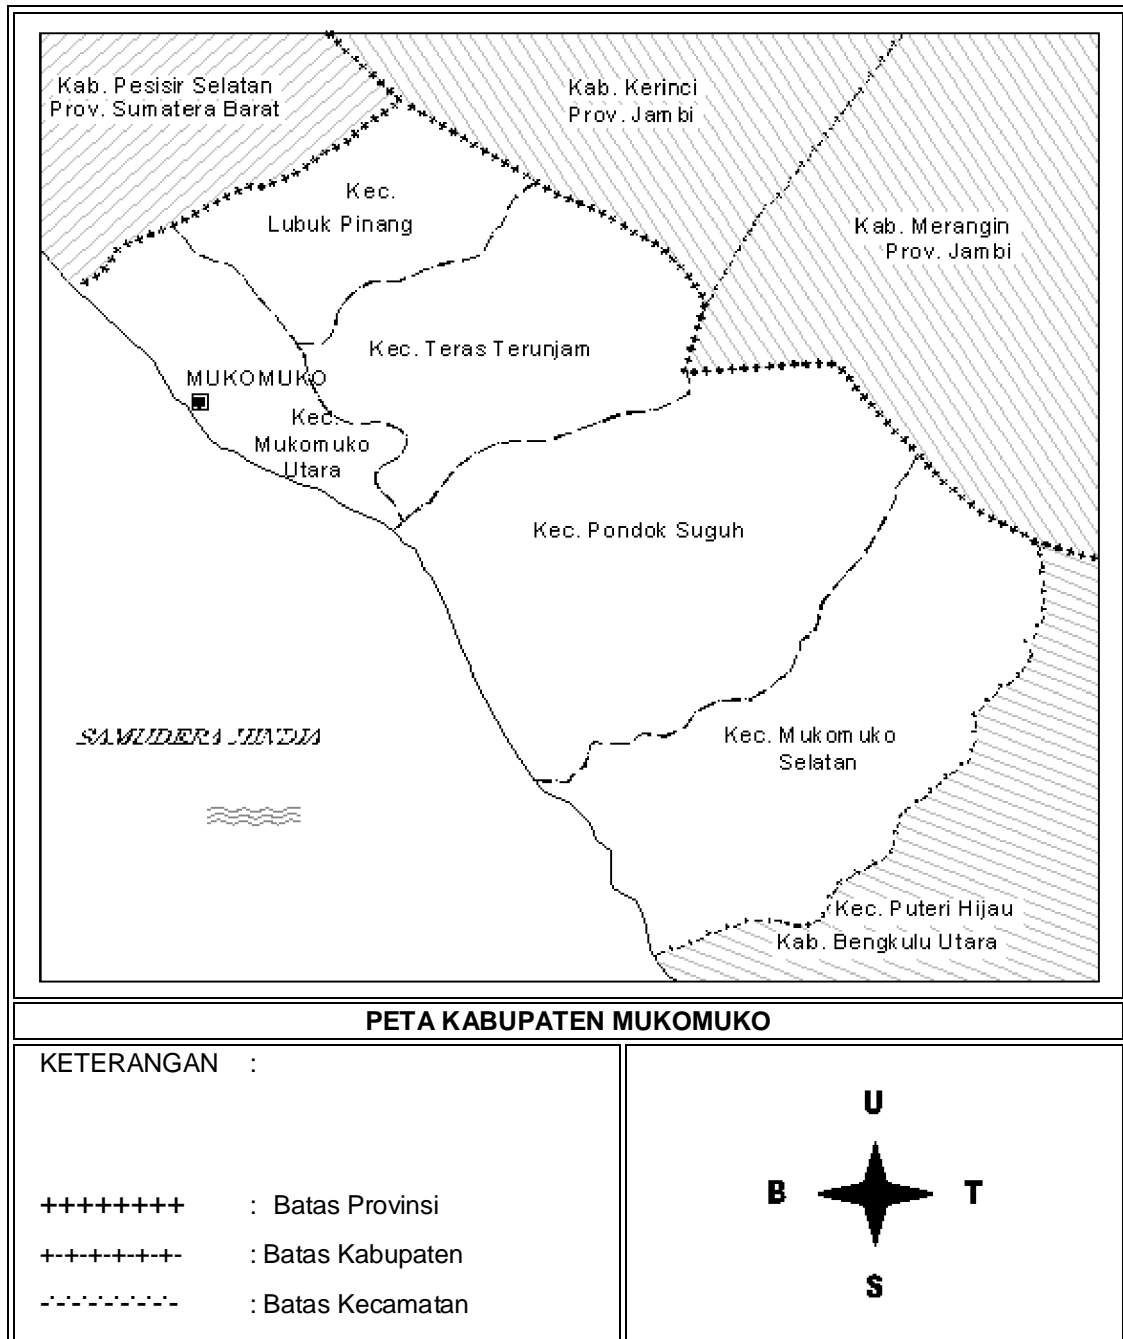 Kab. Pesisir Selatan
Prov. Sumatera Barat
Kab. Kerinci
Prov. Jambi
Kab. Merangin
Prov. Jambi
Kec.
Lubuk Pinang
Kec. Teras Terunjam
MUKOMUKO
Kec.
Mukomuko
Utara
Kec. Pondok Suguh
SAMUDERA HINDIA
Kec. Mukomuko
Selatan
Kec. Puteri Hijau
Kab. Bengkulu Utara
PETA KABUPATEN MUKOMUKO
KETERANGAN :
++++++++ : Batas Provinsi
+-+-+-+-+- : Batas Kabupaten
-·-·-·-·-·-·-·-·- : Batas Kecamatan
U
B T
S